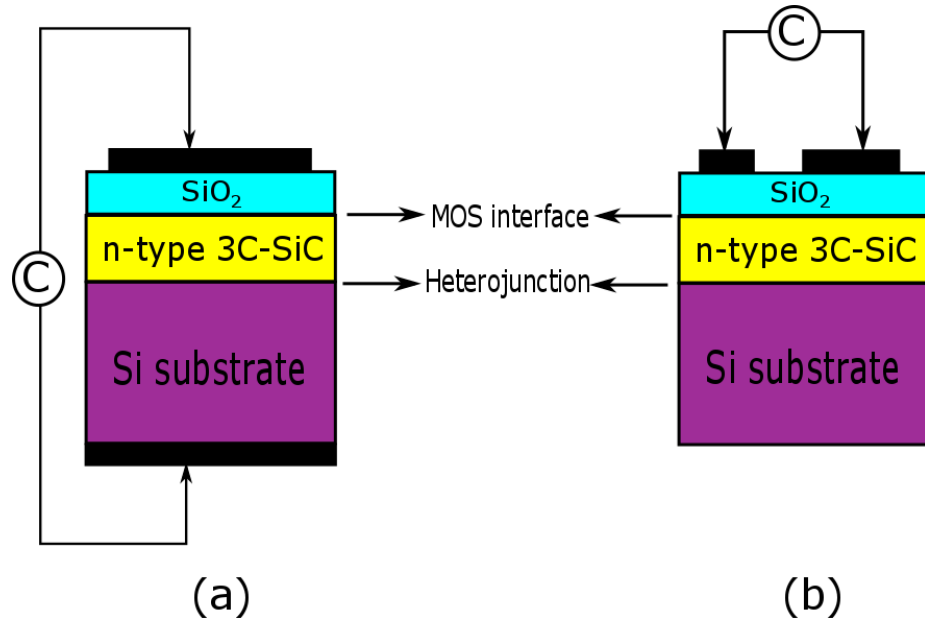 C
C
SiO₂
SiO₂
MOS interface
n-type 3C-SiC
n-type 3C-SiC
Heterojunction
Si substrate
Si substrate
(a)
(b)